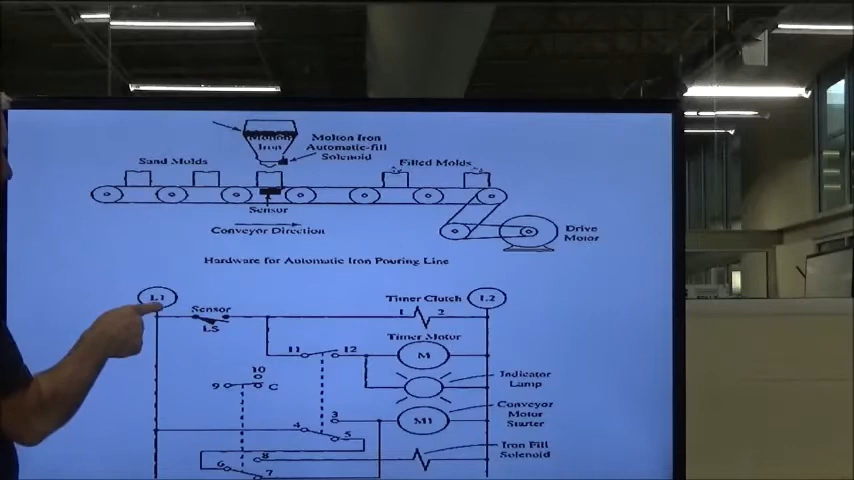 Molton
Iron
Molton Iron
Automatic-fill
Solenoid
Sand Molds
Filled Molds
Sensor
Conveyor Direction
Drive
Motor
Hardware for Automatic Iron Pouring Line
L1
Timer Clutch
L2
Sensor
LS
1
2
Timer Motor
11
12
M
10
9
C
Indicator
Lamp
3
M1
Conveyor
Motor
Starter
4
5
Iron Fill
Solenoid
8
6
7